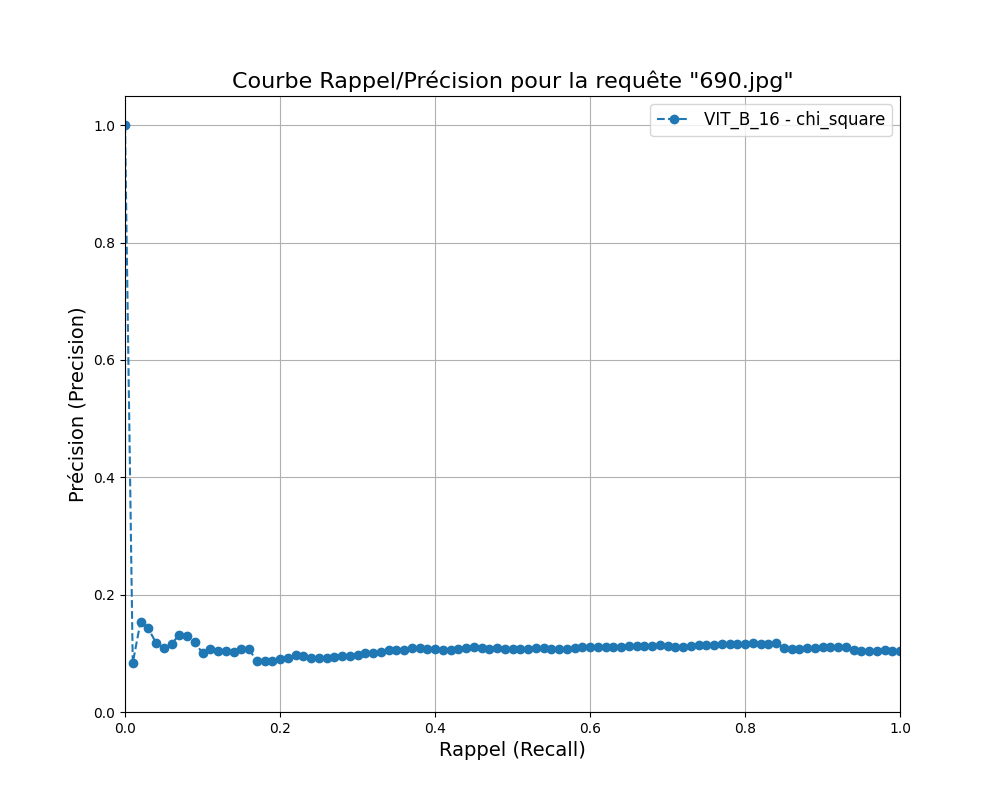 Courbe Rappel/Précision pour la requête "690.jpg"
VIT_B_16 - chi_square
1.0
0.8
0.6
0.4
0.2
0.0
Précision (Precision)
0.0 0.2 0.4 0.6 0.8 1.0
Rappel (Recall)